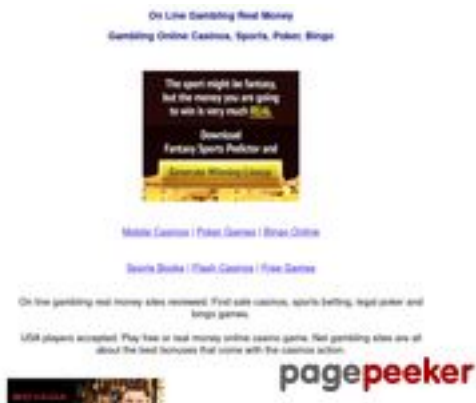 On Line Gambling Real Money
Gambling Online Casinos, Sports, Poker, Bingo
The sport might be fantasy,
but the money you are going
to win is very much REAL
Download
Fantasy Sports Predictor and
Generate Winning Lineup
Mobile Casinos | Poker Games | Bingo Online
Sports Books | Flash Casinos | Free Games
On line gambling real money sites reviewed. Find safe casinos, sports betting, legal poker and
bingo games.
USA players accepted. Play free or real money online casino game. Net gambling sites are all
about the best bonuses that come with the casinos action.
pagepeeker